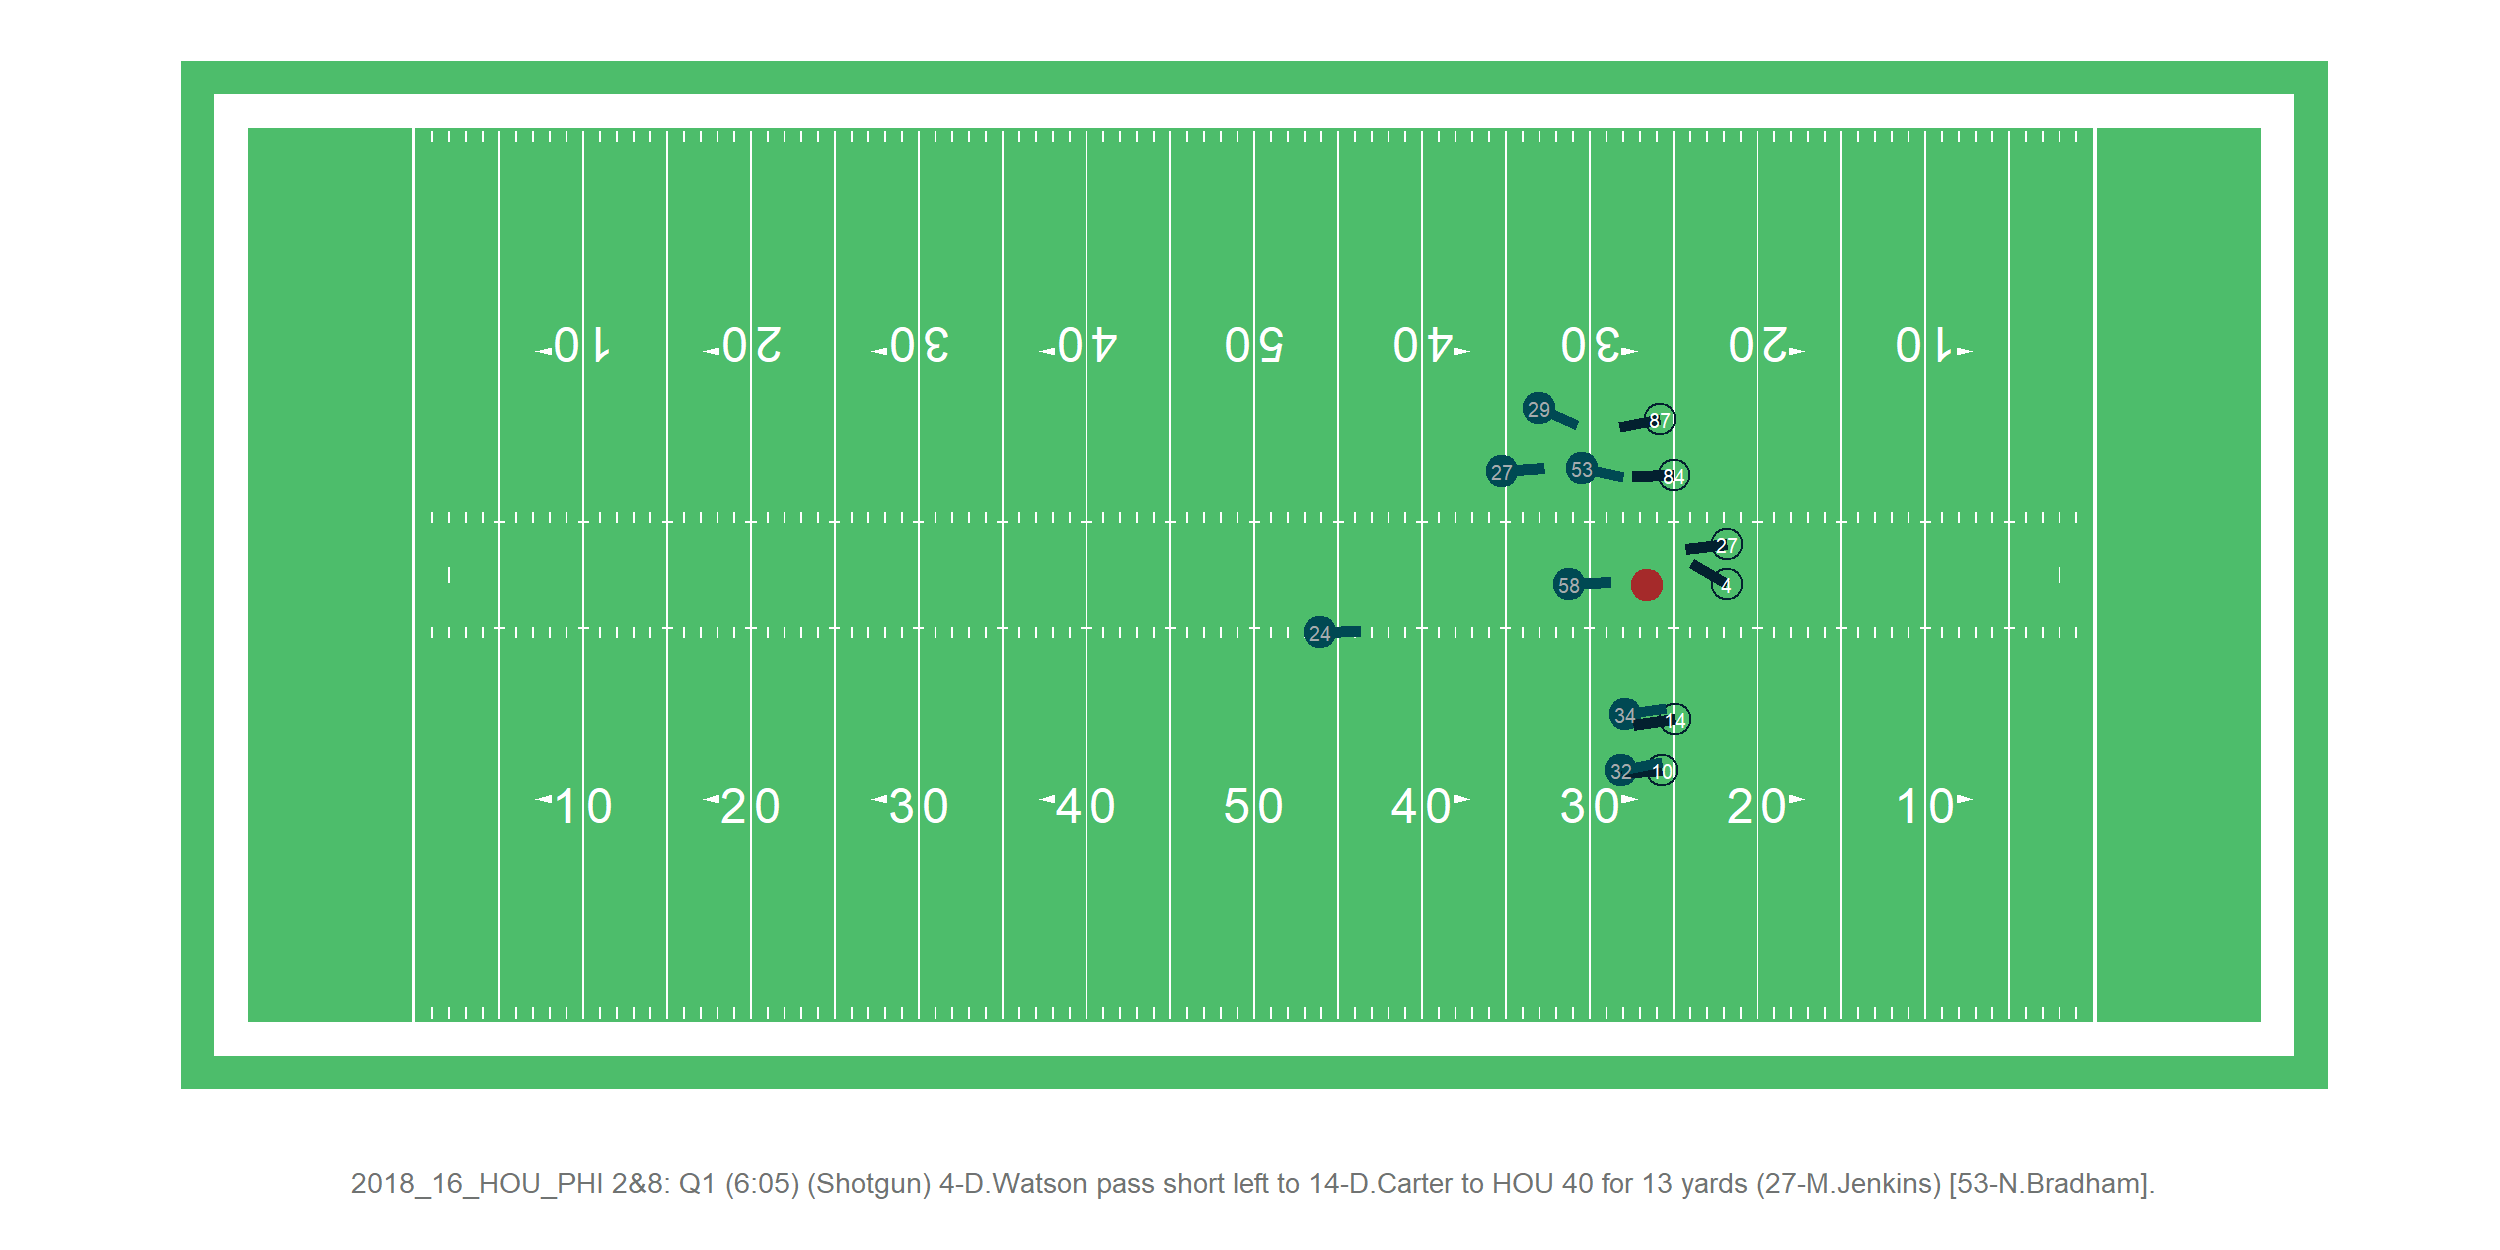 10 20 30 40 50 40 30 20 10
29 87
27 53 84
27
58 4
24
34 14
32 10
10 20 30 40 50 40 30 20 10
2018_16_HOU_PHI 2&8: Q1 (6:05) (Shotgun) 4-D.Watson pass short left to 14-D.Carter to HOU 40 for 13 yards (27-M.Jenkins) [53-N.Bradham].